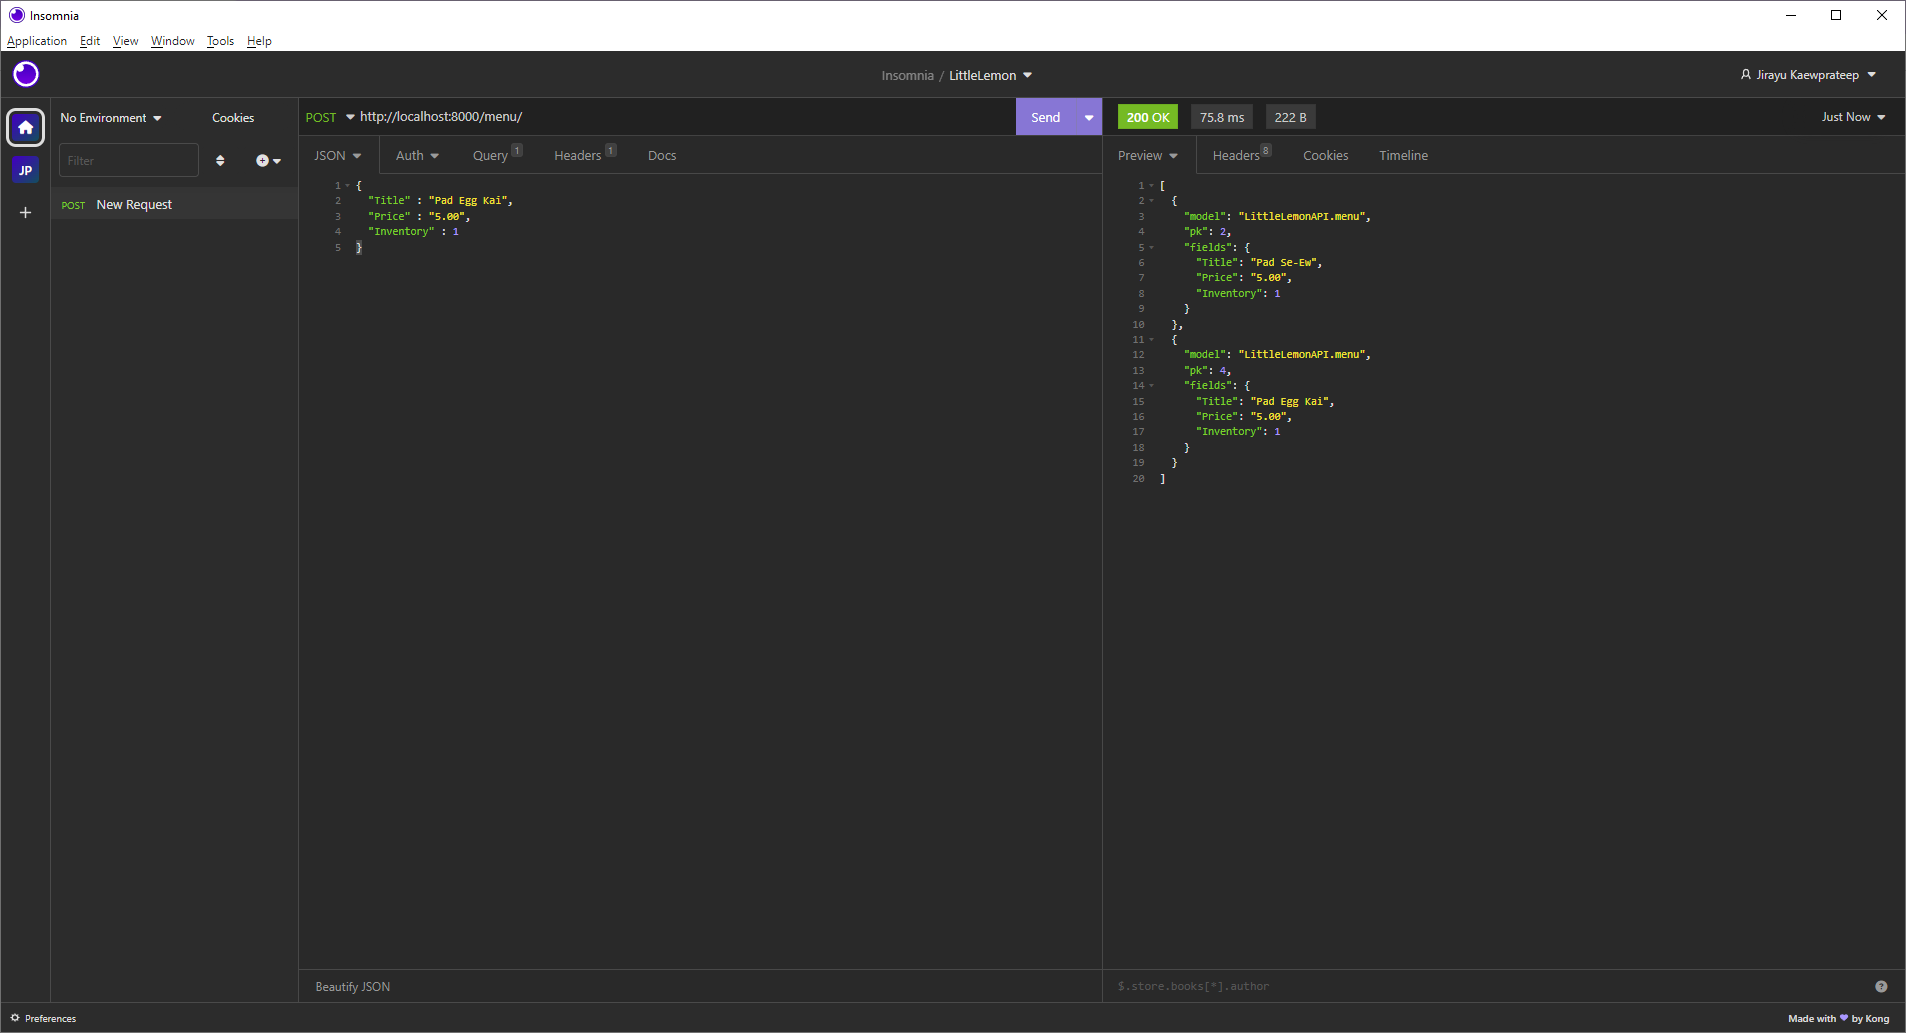 Insomnia
Application Edit View Window Tools Help
Insomnia / LittleLemon
Jirayu Kaewprateep
No Environment Cookies
POST http://localhost:8000/menu/ Send
200 OK 75.8 ms 222 B Just Now
Filter
JP
POST New Request
JSON Auth Query 1 Headers 1 Docs
1 {
2 "Title" : "Pad Egg Kai",
3 "Price" : "5.00",
4 "Inventory" : 1
5 }
Preview Headers 8 Cookies Timeline
1 [
2 {
3 "model": "LittleLemonAPI.menu",
4 "pk": 2,
5 "fields": {
6 "Title": "Pad Se-Ew",
7 "Price": "5.00",
8 "Inventory": 1
9 }
10 },
11 {
12 "model": "LittleLemonAPI.menu",
13 "pk": 4,
14 "fields": {
15 "Title": "Pad Egg Kai",
16 "Price": "5.00",
17 "Inventory": 1
18 }
19 }
20 ]
Beautify JSON
$.store.books[*].author
Preferences
Made with ♥ by Kong